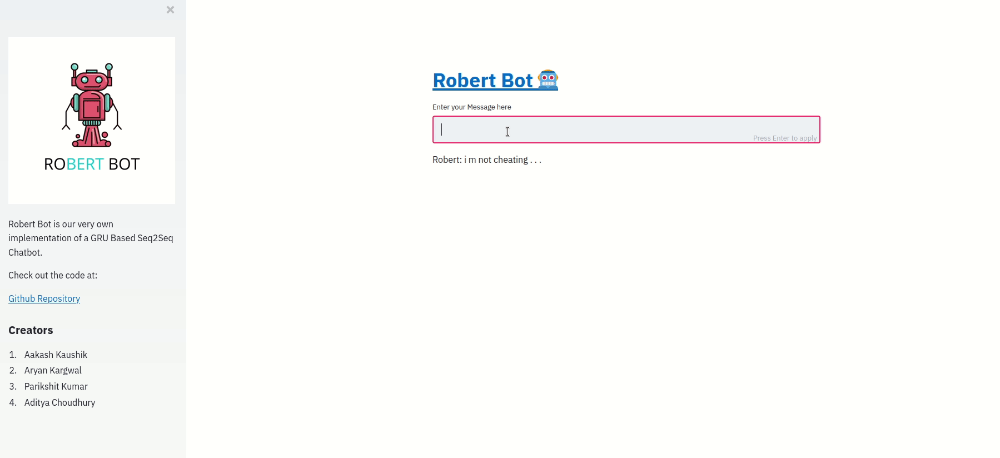 ROBERT BOT
Robert Bot is our very own
implementation of a GRU Based Seq2Seq
Chatbot.
Check out the code at:
Github Repository
Creators
1. Aakash Kaushik
2. Aryan Kargwal
3. Parikshit Kumar
4. Aditya Choudhury
Robert Bot 🤖
Enter your Message here
Press Enter to apply
Robert: i m not cheating . . .